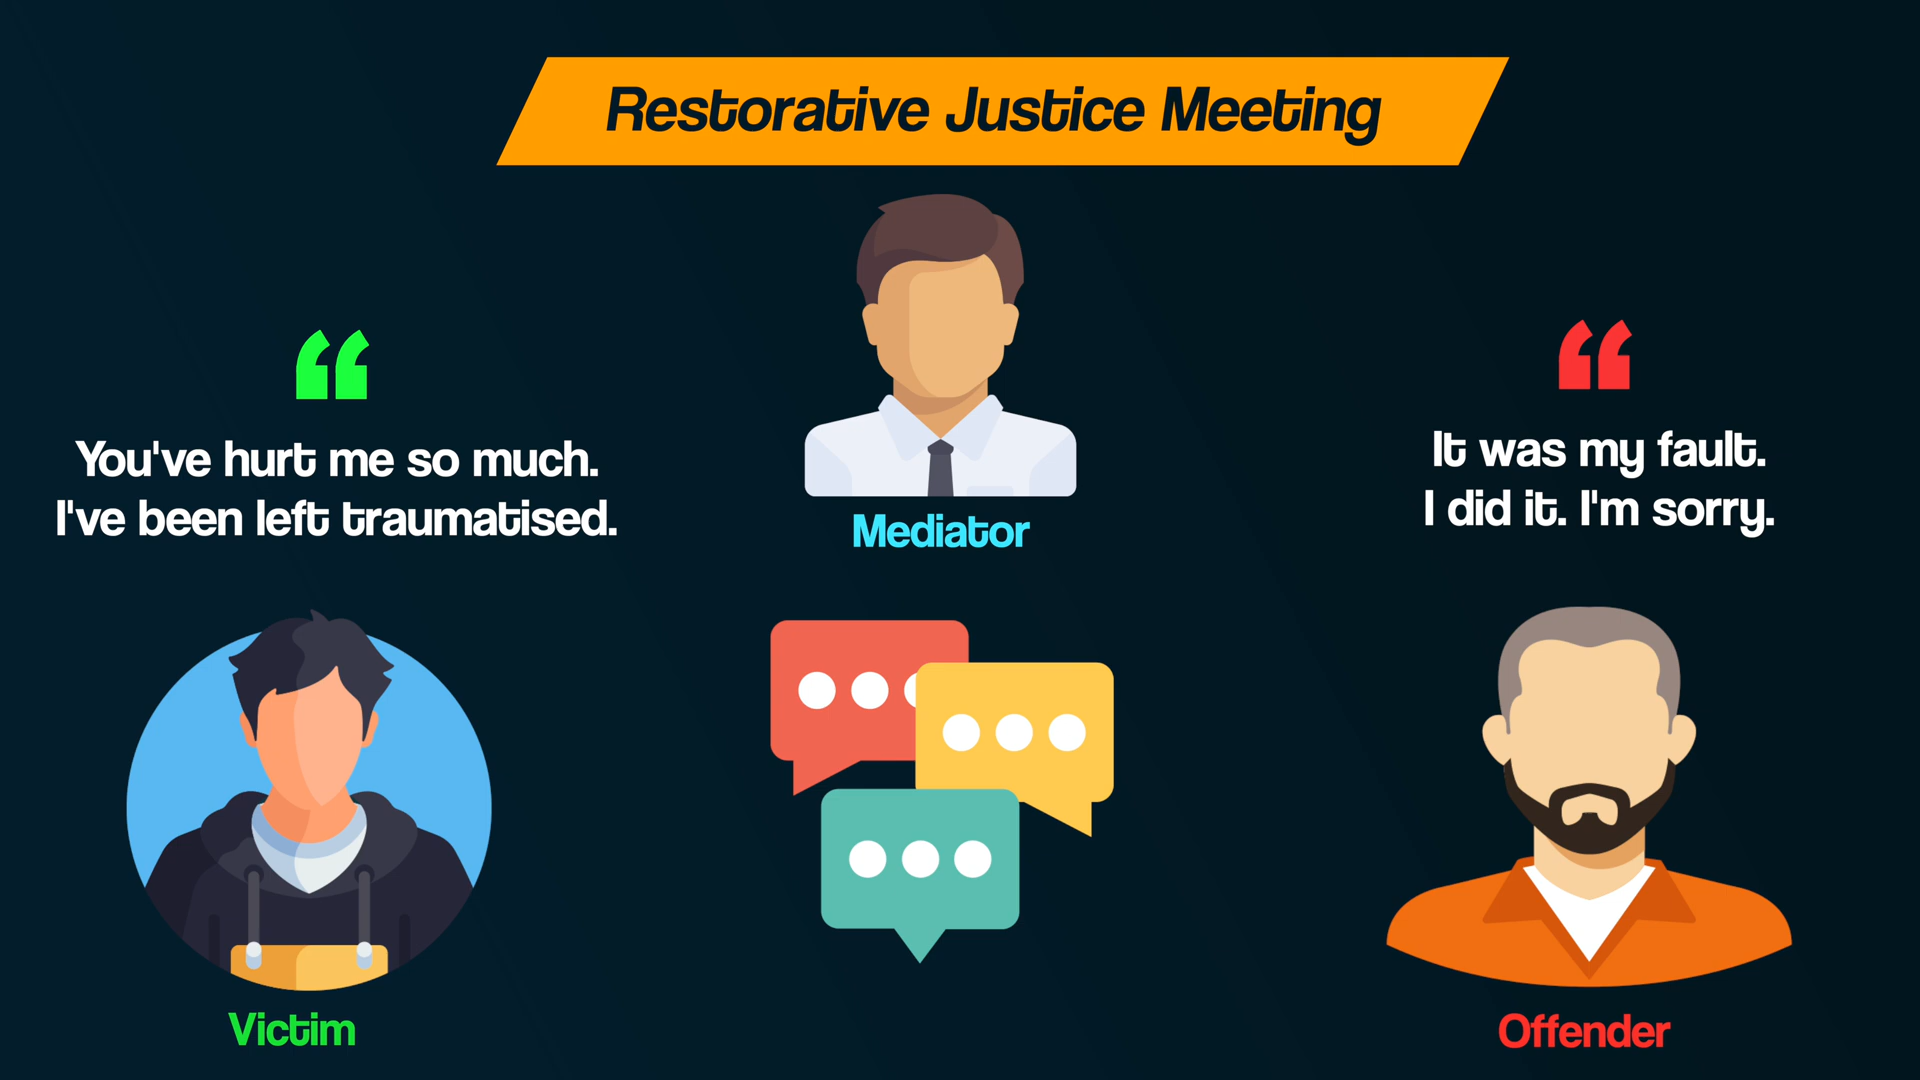 Restorative Justice Meeting
You've hurt me so much.
I've been left traumatised.
Mediator
It was my fault.
I did it. I'm sorry.
Victim
Offender